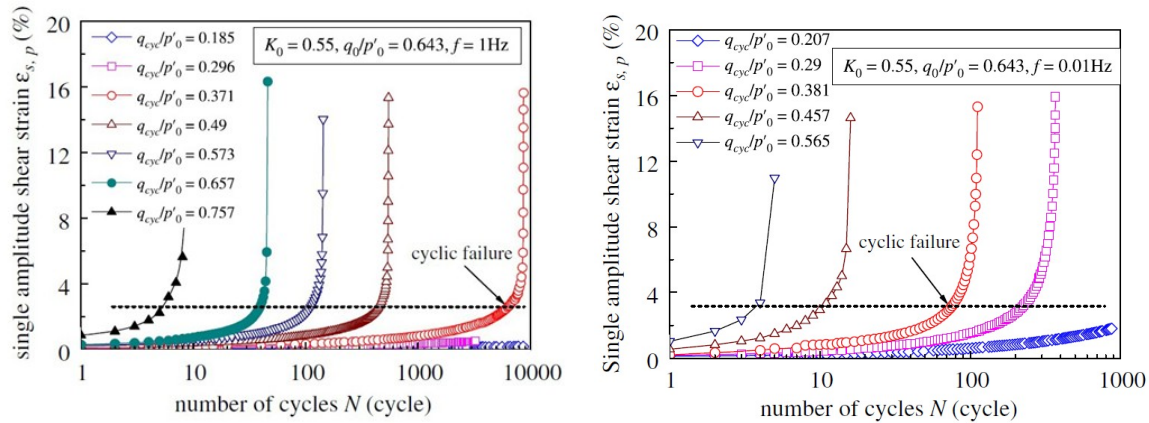 single amplitude shear strain εs, p (%)
20
16
12
8
4
0
qcyc/p′0 = 0.185
qcyc/p′0 = 0.296
qcyc/p′0 = 0.371
qcyc/p′0 = 0.49
qcyc/p′0 = 0.573
qcyc/p′0 = 0.657
qcyc/p′0 = 0.757
K0 = 0.55, q0/p′0 = 0.643, f = 1Hz
cyclic failure
1 10 100 1000 10000
number of cycles N (cycle)
Single amplitude shear strain εs, p (%)
20
16
12
8
4
0
qcyc/p′0 = 0.207
qcyc/p′0 = 0.29
qcyc/p′0 = 0.381
qcyc/p′0 = 0.457
qcyc/p′0 = 0.565
K0 = 0.55, q0/p′0 = 0.643, f = 0.01Hz
cyclic failure
1 10 100 1000
number of cycles N (cycle)